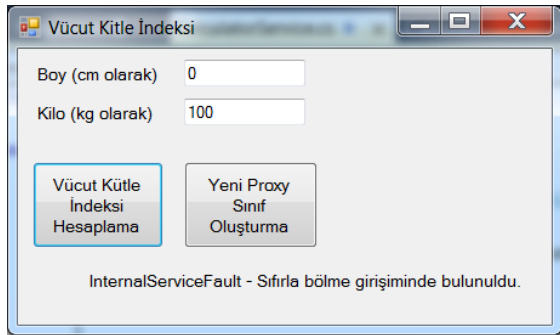 Vücut Kitle İndeksi
Boy (cm olarak) 0
Kilo (kg olarak) 100
Vücut Kütle
İndeksi
Hesaplama
Yeni Proxy
Sınıf
Oluşturma
InternalServiceFault - Sıfırla bölme girişiminde bulunuldu.